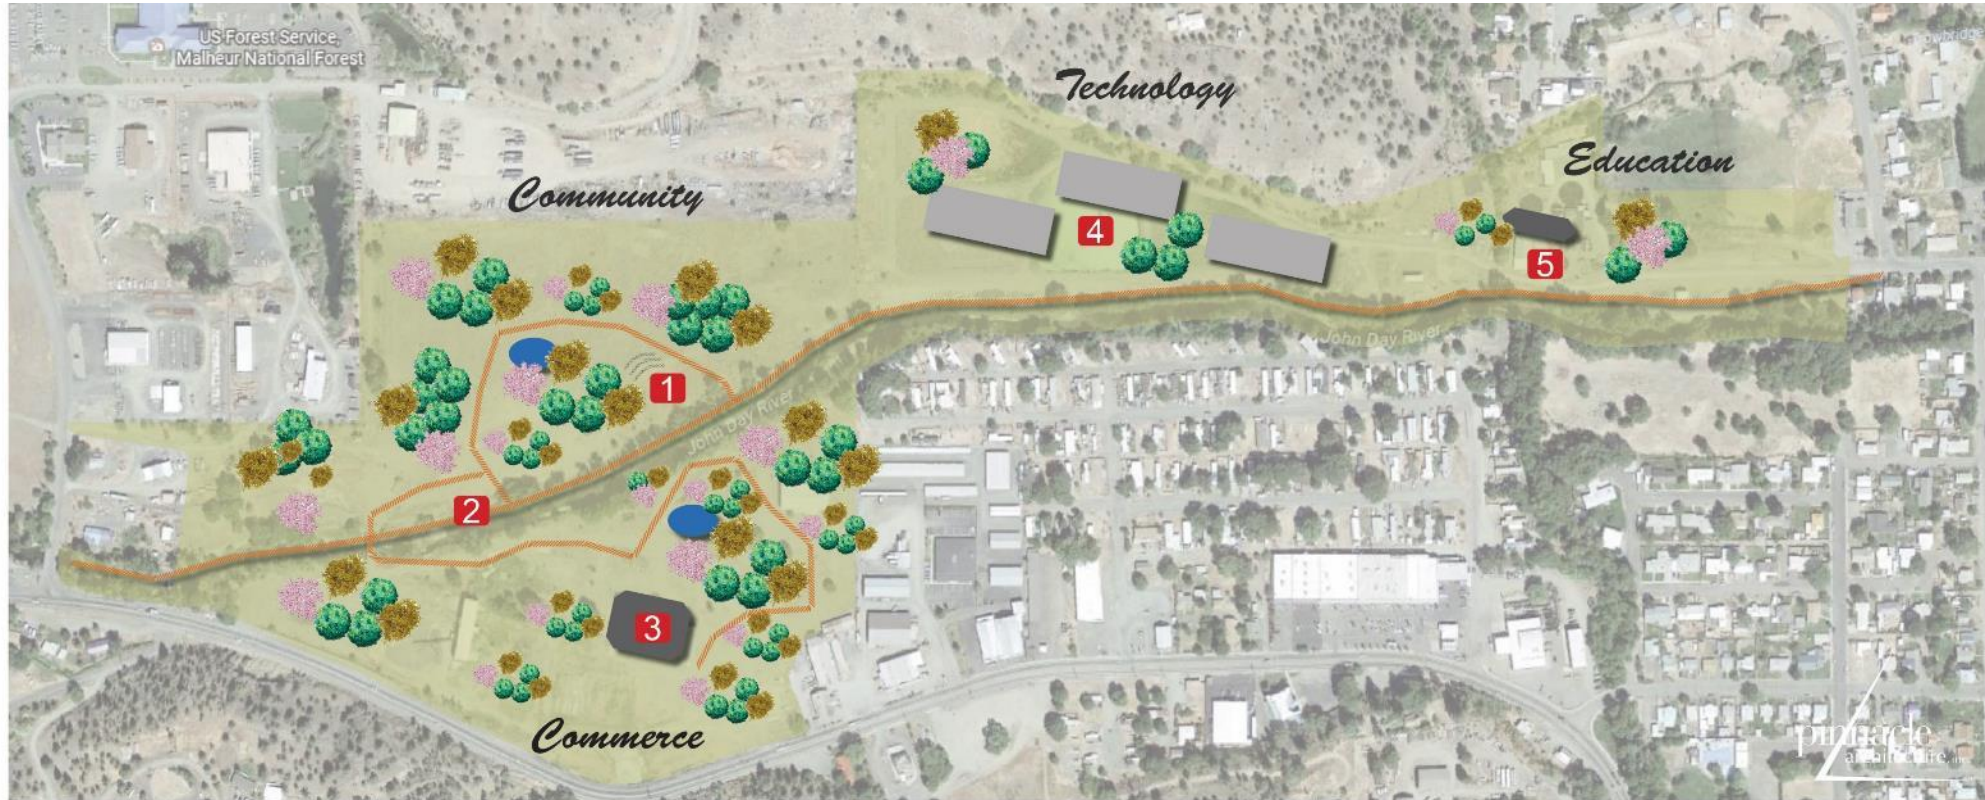 US Forest Service,
Malheur National Forest
Technology
Education
Community
4
5
John Day River
1
John Day River
2
3
Commerce
pinnacle
architecture